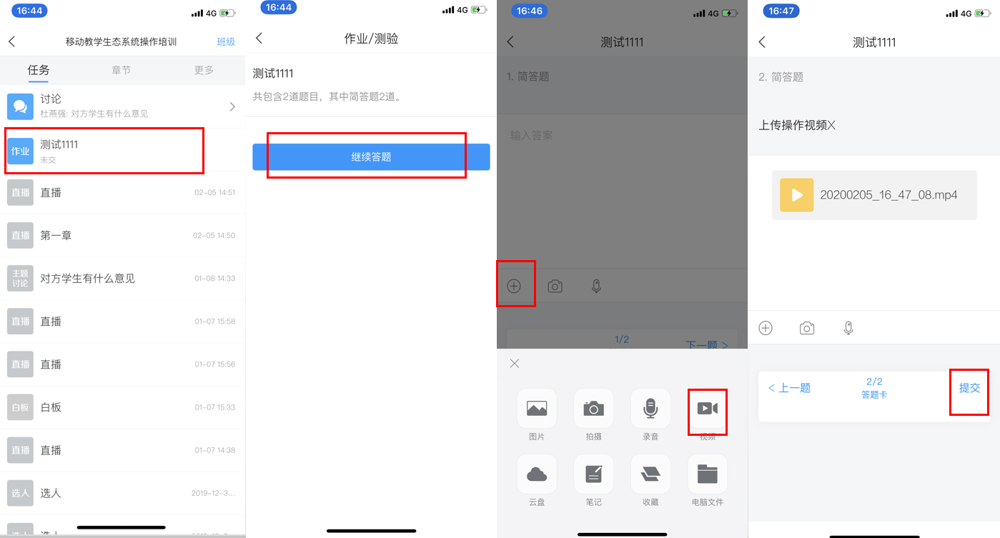 16:44
4G
移动教学生态系统操作培训
班级
任务
章节
更多
讨论
杜燕强: 对方学生有什么意见
作业
测试1111
未交
直播
直播
02-05 14:51
直播
第一章
02-05 14:50
主题
讨论
对方学生有什么意见
01-08 14:33
直播
直播
01-07 15:58
直播
直播
01-07 15:56
白板
白板
01-07 15:33
直播
直播
01-07 14:38
选人
选人
2019-12-3...
16:44
4G
作业/测验
测试1111
共包含2道题目，其中简答题2道。
继续答题
16:46
4G
测试1111
1. 简答题
输入答案
1/2
下一题 >
图片
拍摄
录音
视频
云盘
笔记
收藏
电脑文件
16:47
4G
测试1111
2. 简答题
上传操作视频X
20200205_16_47_08.mp4
< 上一题
2/2
答题卡
提交